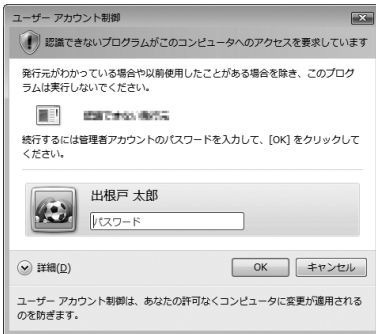 ユーザー アカウント制御
認識できないプログラムがこのコンピュータへのアクセスを要求しています
発行元がわかっている場合や以前使用したことがある場合を除き、このプログ
ラムは実行しないでください。
続行するには管理者アカウントのパスワードを入力して、[OK] をクリックして
ください。
出根戸 太郎
パスワード
詳細(D)
OK
キャンセル
ユーザー アカウント制御は、あなたの許可なくコンピュータに変更が適用される
のを防ぎます。